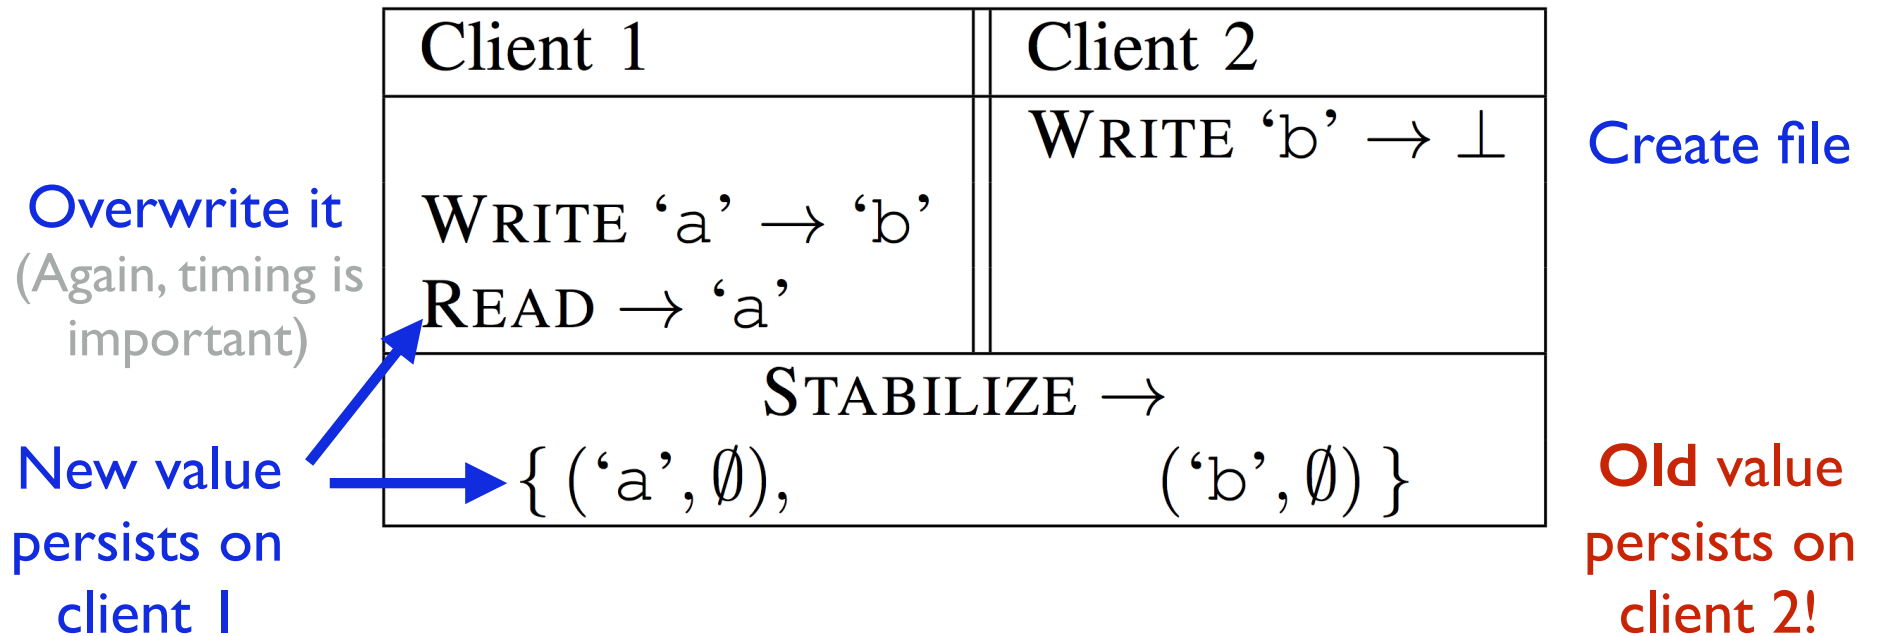 Client 1 Client 2
WRITE ‘b’ → ⊥
Create file
Overwrite it
(Again, timing is
important)
WRITE ‘a’ → ‘b’
READ → ‘a’
STABILIZE →
{ (‘a’, ∅), (‘b’, ∅) }
New value
persists on
client 1
Old value
persists on
client 2!